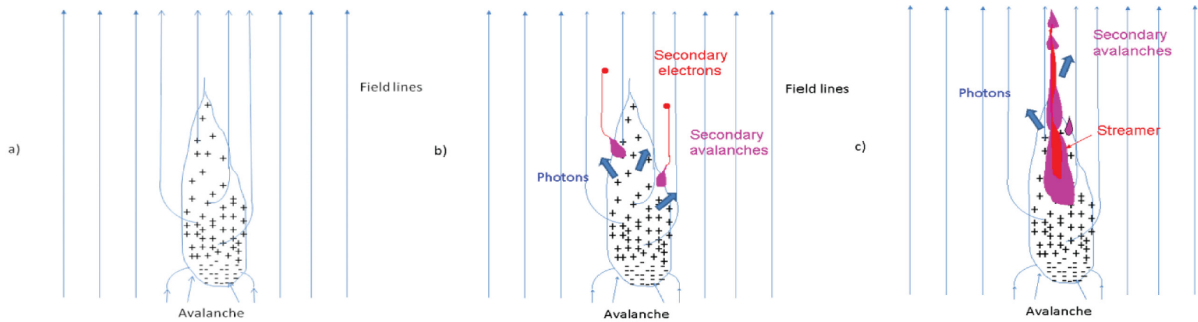 a)
Field lines
Avalanche
b)
Secondary
electrons
Field lines
Secondary
avalanches
Photons
Avalanche
c)
Secondary
avalanches
Photons
Streamer
Avalanche